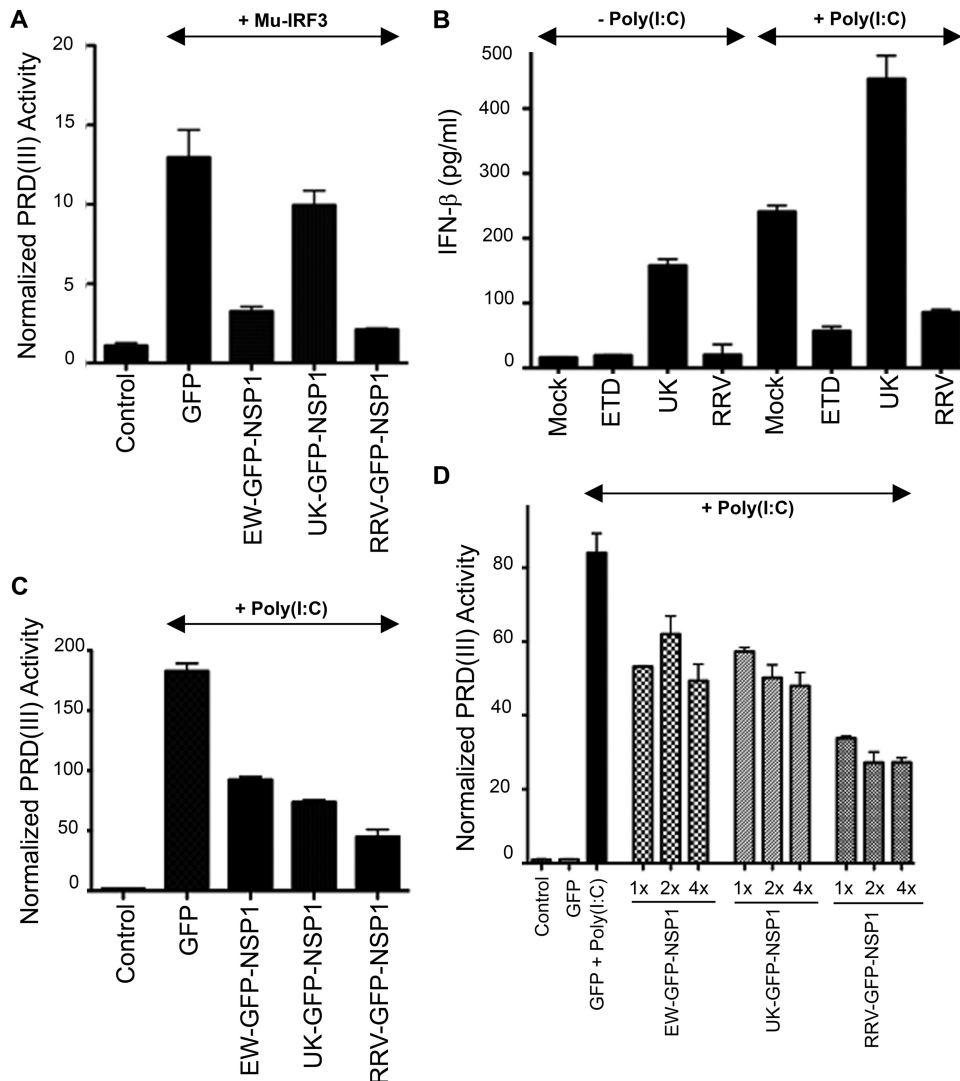 A
+ Mu-IRF3
Normalized PRD(III) Activity
20
15
10
5
0
Control
GFP
EW-GFP-NSP1
UK-GFP-NSP1
RRV-GFP-NSP1
B
- Poly(I:C)
+ Poly(I:C)
IFN-β (pg/ml)
500
400
300
200
100
0
Mock
ETD
UK
RRV
Mock
ETD
UK
RRV
C
+ Poly(I:C)
Normalized PRD(III) Activity
200
150
100
50
0
Control
GFP
EW-GFP-NSP1
UK-GFP-NSP1
RRV-GFP-NSP1
D
+ Poly(I:C)
Normalized PRD(III) Activity
80
60
40
20
0
Control
GFP
GFP + Poly(I:C)
1x 2x 4x
EW-GFP-NSP1
1x 2x 4x
UK-GFP-NSP1
1x 2x 4x
RRV-GFP-NSP1